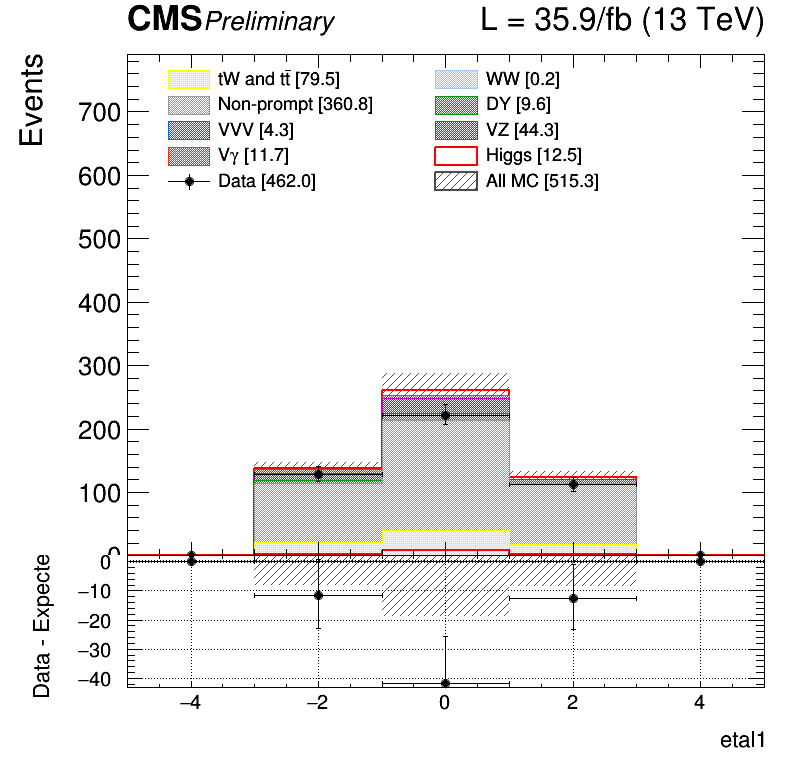 CMS Preliminary L = 35.9/fb (13 TeV)
Events
tW and tt̄ [79.5] WW [0.2]
Non-prompt [360.8] DY [9.6]
VVV [4.3] VZ [44.3]
Vγ [11.7] Higgs [12.5]
Data [462.0] All MC [515.3]
700
600
500
400
300
200
100
0
Data - Expecte
0
−10
−20
−30
−40
−4 −2 0 2 4
etal1